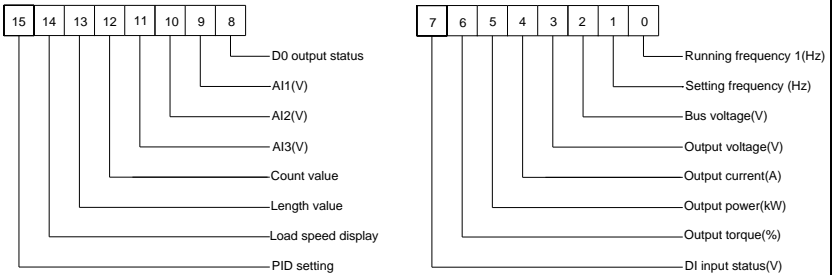 15 14 13 12 11 10 9 8
D0 output status
AI1(V)
AI2(V)
AI3(V)
Count value
Length value
Load speed display
PID setting
7 6 5 4 3 2 1 0
Running frequency 1(Hz)
Setting frequency (Hz)
Bus voltage(V)
Output voltage(V)
Output current(A)
Output power(kW)
Output torque(%)
DI input status(V)